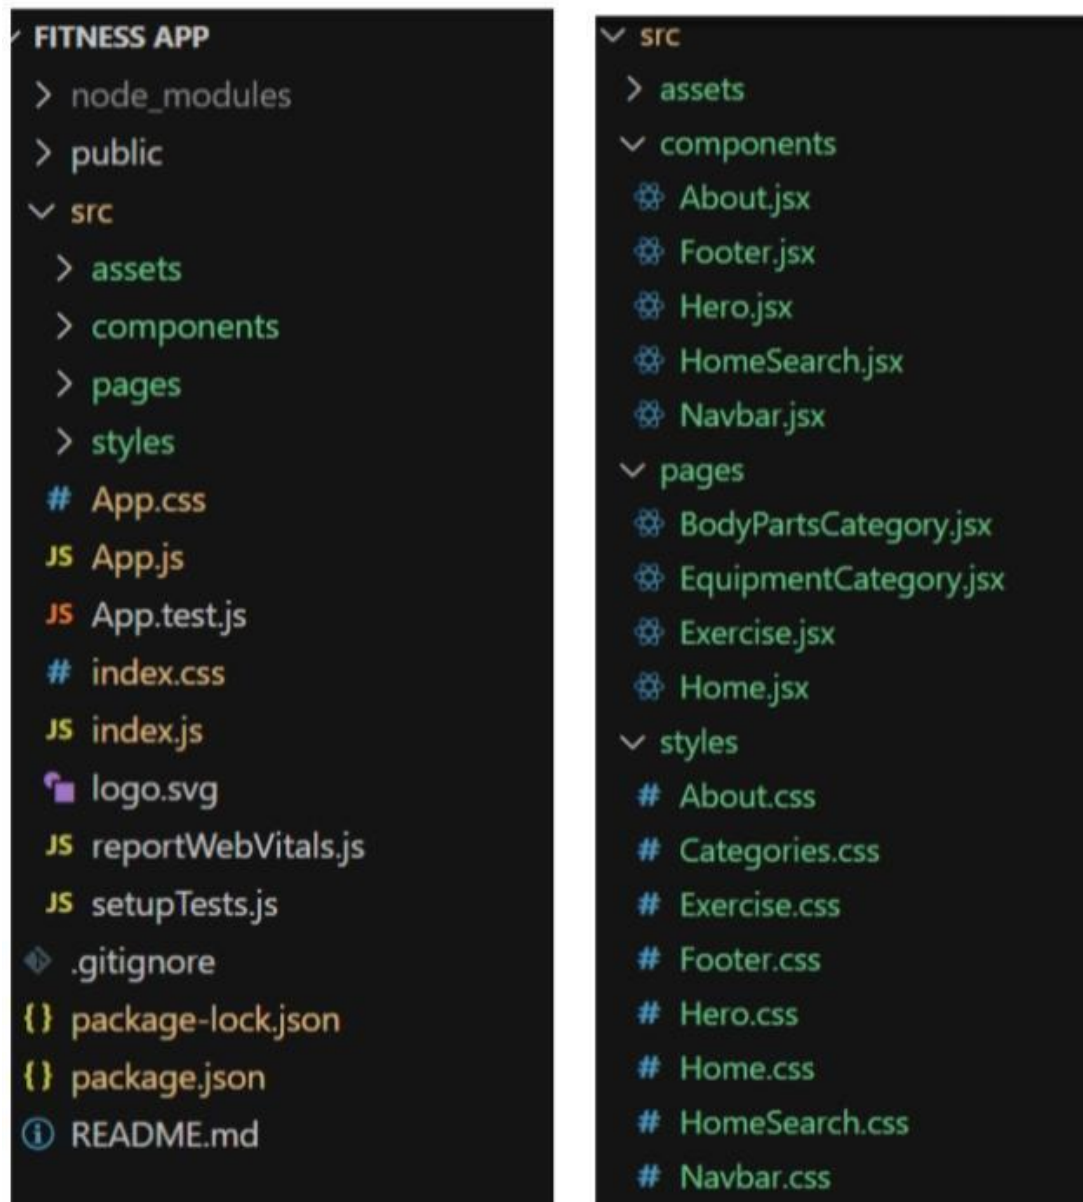 FITNESS APP
node_modules
public
src
assets
components
pages
styles
# App.css
JS App.js
JS App.test.js
# index.css
JS index.js
logo.svg
JS reportWebVitals.js
JS setupTests.js
.gitignore
{} package-lock.json
{} package.json
README.md
src
assets
components
About.jsx
Footer.jsx
Hero.jsx
HomeSearch.jsx
Navbar.jsx
pages
BodyPartsCategory.jsx
EquipmentCategory.jsx
Exercise.jsx
Home.jsx
styles
# About.css
# Categories.css
# Exercise.css
# Footer.css
# Hero.css
# Home.css
# HomeSearch.css
# Navbar.css